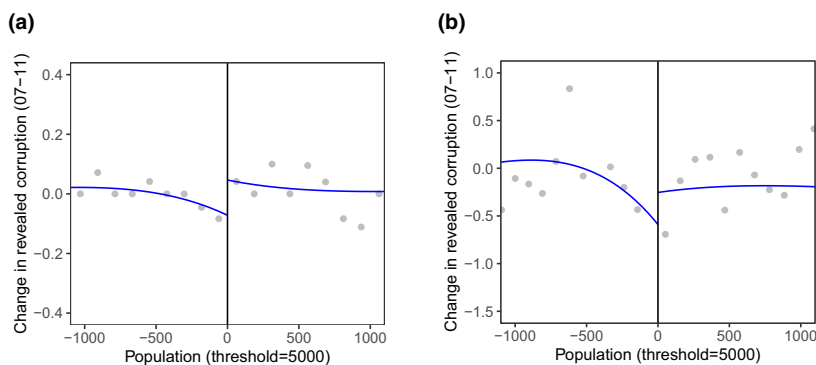 (a)
Change in revealed corruption (07−11)
0.4
0.2
0.0
−0.2
−0.4
−1000 −500 0 500 1000
Population (threshold=5000)
(b)
Change in revealed corruption (07−11)
1.0
0.5
0.0
−0.5
−1.0
−1.5
−1000 −500 0 500 1000
Population (threshold=5000)